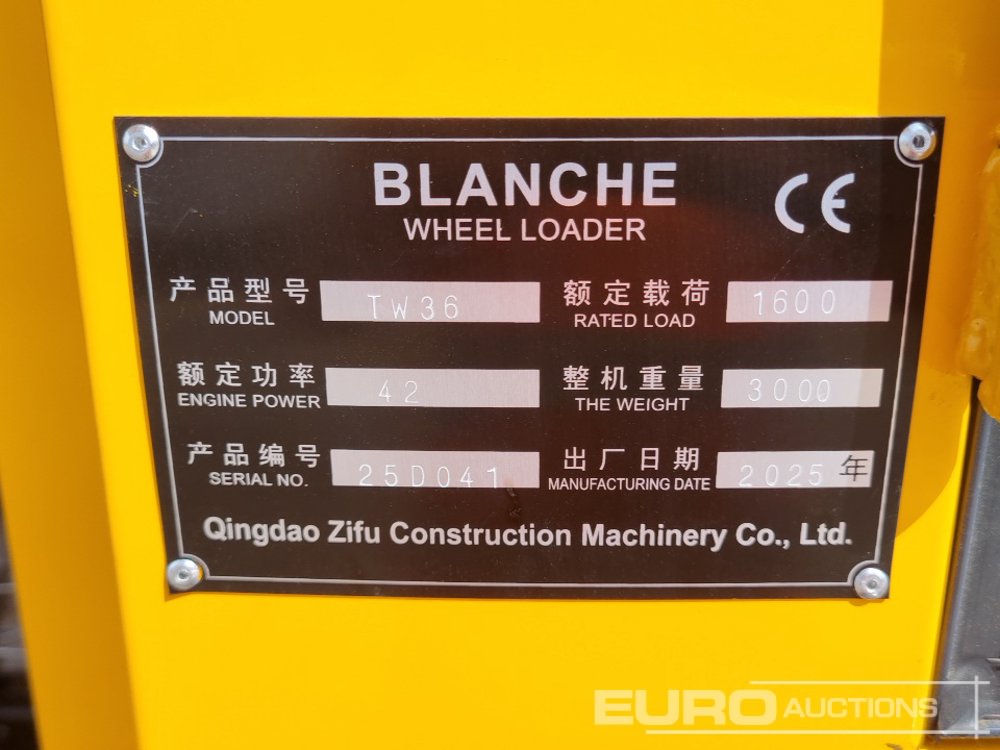 BLANCHE
CE
WHEEL LOADER
产品型号 TW36 额定载荷 1600
MODEL RATED LOAD
额定功率 42 整机重量 3000
ENGINE POWER THE WEIGHT
产品编号 25D041 出厂日期 2025年
SERIAL NO. MANUFACTURING DATE
Qingdao Zifu Construction Machinery Co., Ltd.
EURO AUCTIONS